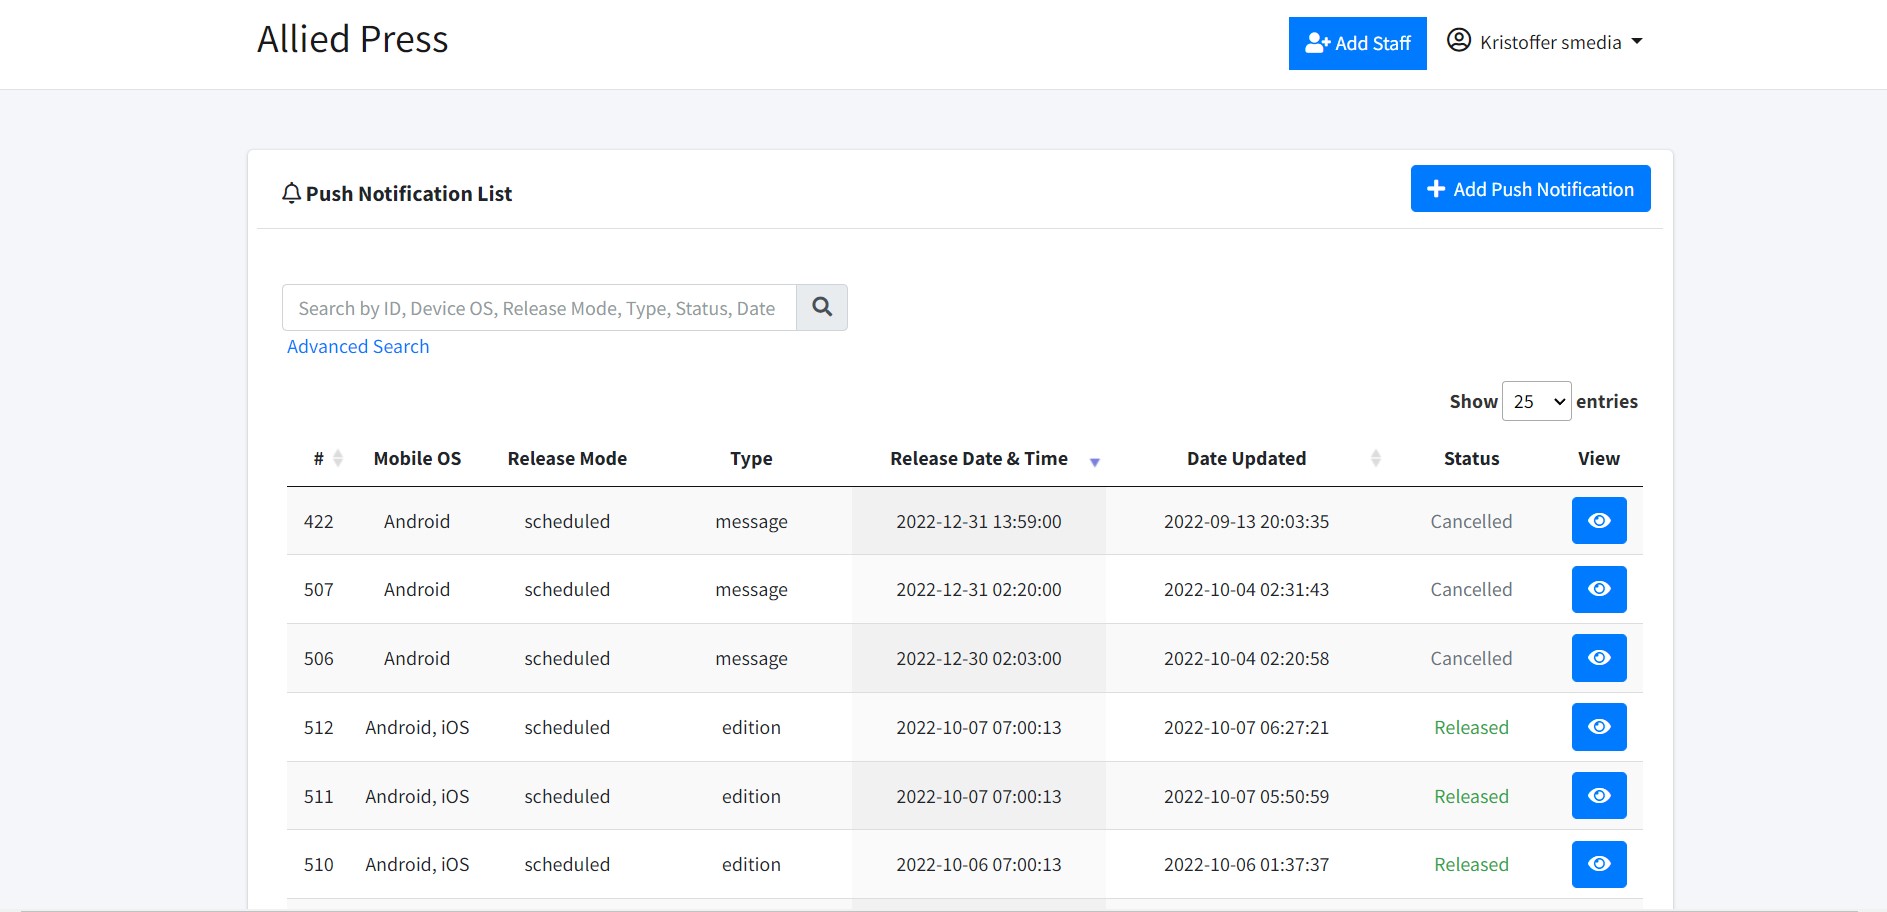 Allied Press
Add Staff
Kristoffer smedia
Push Notification List
Add Push Notification
Search by ID, Device OS, Release Mode, Type, Status, Date
Advanced Search
Show 25 entries
# Mobile OS Release Mode Type Release Date & Time Date Updated Status View
422 Android scheduled message 2022-12-31 13:59:00 2022-09-13 20:03:35 Cancelled
507 Android scheduled message 2022-12-31 02:20:00 2022-10-04 02:31:43 Cancelled
506 Android scheduled message 2022-12-30 02:03:00 2022-10-04 02:20:58 Cancelled
512 Android, iOS scheduled edition 2022-10-07 07:00:13 2022-10-07 06:27:21 Released
511 Android, iOS scheduled edition 2022-10-07 07:00:13 2022-10-07 05:50:59 Released
510 Android, iOS scheduled edition 2022-10-06 07:00:13 2022-10-06 01:37:37 Released